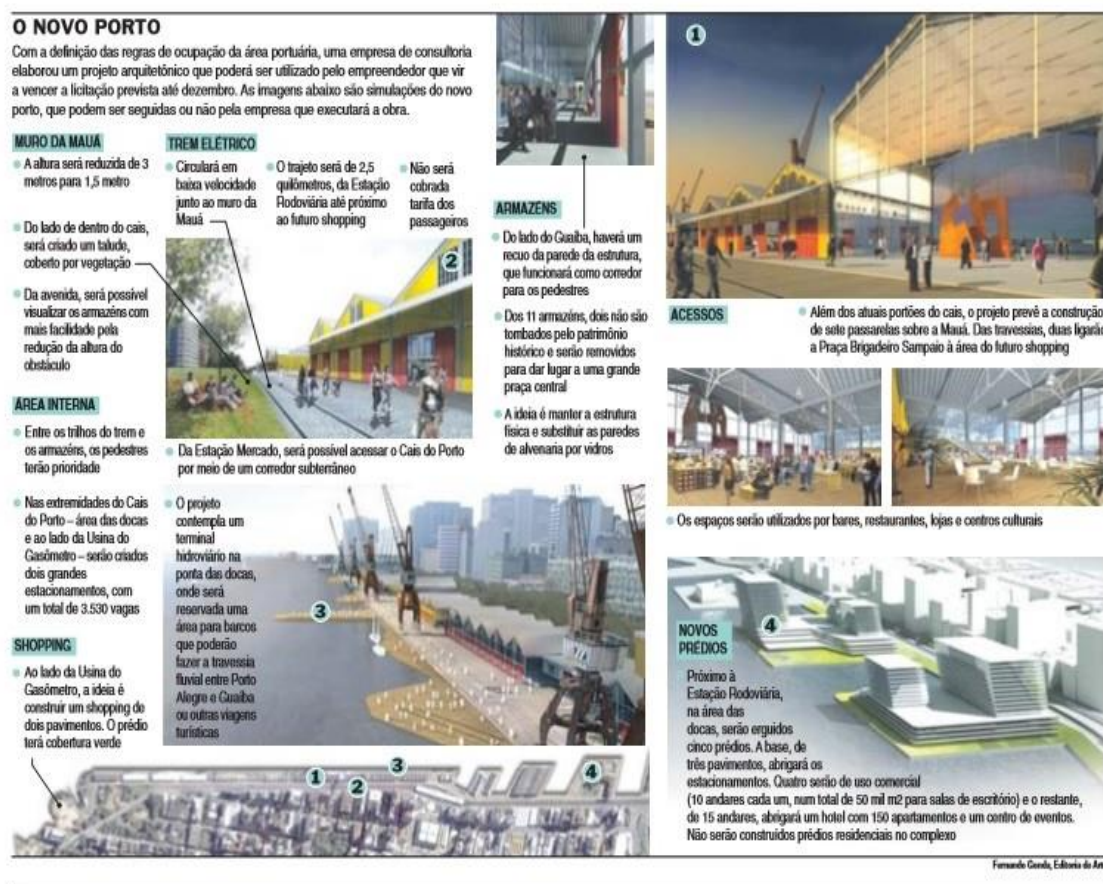 O NOVO PORTO
Com a definição das regras de ocupação da área portuária, uma empresa de consultoria
elaborou um projeto arquitetônico que poderá ser utilizado pelo empreendedor que vir
a vencer a licitação prevista até dezembro. As imagens abaixo são simulações do novo
porto, que podem ser seguidas ou não pela empresa que executará a obra.
MURO DA MAUÁ
A altura será reduzida de 3
metros para 1,5 metro
Do lado de dentro do cais,
será criado um talude,
coberto por vegetação
Da avenida, será possível
visualizar os armazéns com
mais facilidade pela
redução da altura do
obstáculo
TREM ELÉTRICO
Circulará em
baixa velocidade
junto ao muro da
Mauá
O trajeto será de 2,5
quilômetros, da Estação
Rodoviária até próximo
ao futuro shopping
Não será
cobrada
tarifa dos
passageiros
2
Da Estação Mercado, será possível acessar o Cais do Porto
por meio de um corredor subterrâneo
ÁREA INTERNA
Entre os trilhos do trem e
os armazéns, os pedestres
terão prioridade
Nas extremidades do Cais
do Porto – área das docas
e ao lado da Usina do
Gasômetro – serão criados
dois grandes
estacionamentos, com
um total de 3.530 vagas
O projeto
contempla um
terminal
hidroviário na
ponta das docas,
onde será
reservada uma
área para barcos
que poderão
fazer a travessia
fluvial entre Porto
Alegre e Guaíba
ou outras viagens
turísticas
3
SHOPPING
Ao lado da Usina do
Gasômetro, a ideia é
construir um shopping de
dois pavimentos. O prédio
terá cobertura verde
1
2
3
4
ARMAZÉNS
Do lado do Guaíba, haverá um
recuo da parede da estrutura,
que funcionará como corredor
para os pedestres
Dos 11 armazéns, dois não são
tombados pelo patrimônio
histórico e serão removidos
para dar lugar a uma grande
praça central
A ideia é manter a estrutura
física e substituir as paredes
de alvenaria por vidros
1
ACESSOS
Além dos atuais portões do cais, o projeto prevê a construção
de sete passarelas sobre a Mauá. Das travessias, duas ligarão
a Praça Brigadeiro Sampaio à área do futuro shopping
Os espaços serão utilizados por bares, restaurantes, lojas e centros culturais
4
NOVOS
PRÉDIOS
Próximo à
Estação Rodoviária,
na área das
docas, serão erguidos
cinco prédios. A base, de
três pavimentos, abrigará os
estacionamentos. Quatro serão de uso comercial
(10 andares cada um, num total de 50 mil m2 para salas de escritório) e o restante,
de 15 andares, abrigará um hotel com 150 apartamentos e um centro de eventos.
Não serão construídos prédios residenciais no complexo
Fernando Gonda, Editoria de Arte